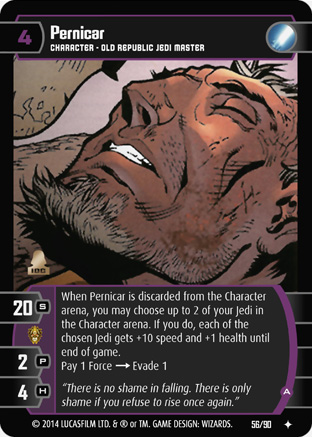 4
Pernicar
CHARACTER • OLD REPUBLIC JEDI MASTER
20 S
When Pernicar is discarded from the Character
arena, you may choose up to 2 of your Jedi in
the Character arena. If you do, each of the
chosen Jedi gets +10 speed and +1 health until
end of game.
2 P
Pay 1 Force → Evade 1
4 H
“There is no shame in falling. There is only
shame if you refuse to rise once again.”
A
© 2014 LUCASFILM LTD. & ® or TM. GAME DESIGN: WIZARDS.
56/90